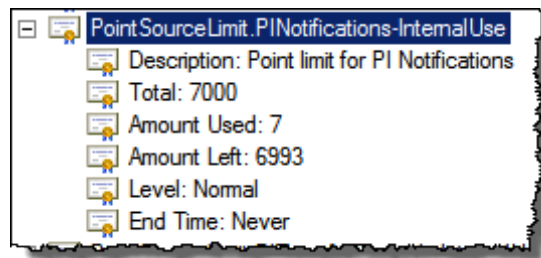 PointSourceLimit.PINotifications-InternalUse
Description: Point limit for PI Notifications
Total: 7000
Amount Used: 7
Amount Left: 6993
Level: Normal
End Time: Never